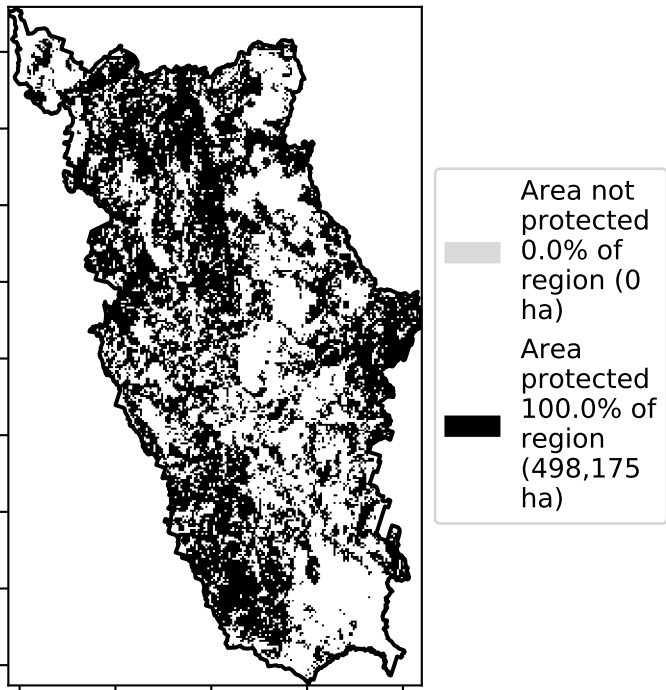 Area not
protected
0.0% of
region (0
ha)
Area
protected
100.0% of
region
(498,175
ha)